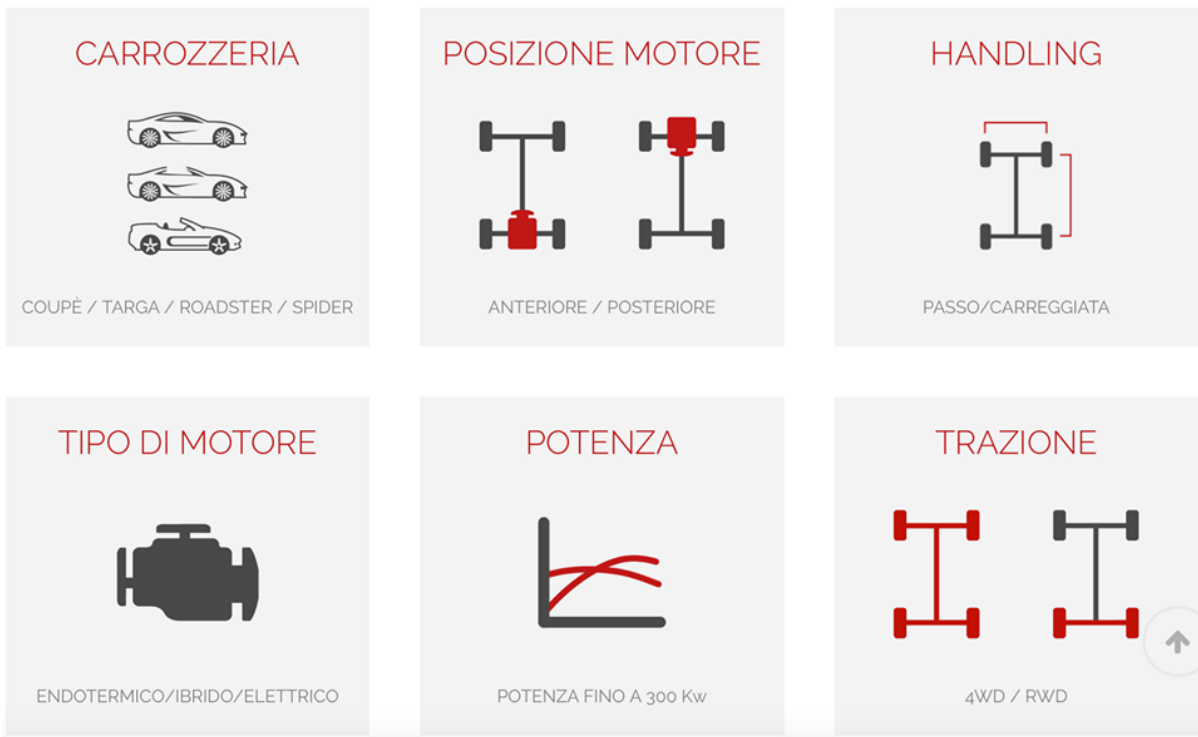 CARROZZERIA
COUPÈ / TARGA / ROADSTER / SPIDER
POSIZIONE MOTORE
ANTERIORE / POSTERIORE
HANDLING
PASSO/CARREGGIATA
TIPO DI MOTORE
ENDOTERMICO/IBRIDO/ELETTRICO
POTENZA
POTENZA FINO A 300 Kw
TRAZIONE
4WD / RWD